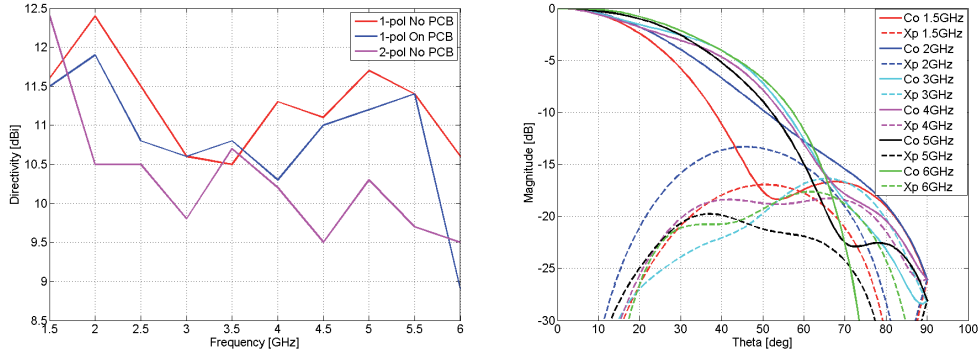 12.5
12
11.5
11
10.5
10
9.5
9
8.5
1.5 2 2.5 3 3.5 4 4.5 5 5.5 6
Directivity [dBi]
Frequency [GHz]
1-pol No PCB
1-pol On PCB
2-pol No PCB
0
-5
-10
-15
-20
-25
-30
0 10 20 30 40 50 60 70 80 90 100
Magnitude [dB]
Theta [deg]
Co 1.5GHz
Xp 1.5GHz
Co 2GHz
Xp 2GHz
Co 3GHz
Xp 3GHz
Co 4GHz
Xp 4GHz
Co 5GHz
Xp 5GHz
Co 6GHz
Xp 6GHz